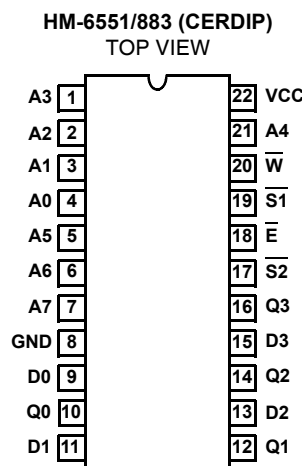 HM-6551/883 (CERDIP)
TOP VIEW
A3 1 22 VCC
A2 2 21 A4
A1 3 20 W̅
A0 4 19 S̅1̅
A5 5 18 E̅
A6 6 17 S̅2̅
A7 7 16 Q3
GND 8 15 D3
D0 9 14 Q2
Q0 10 13 D2
D1 11 12 Q1